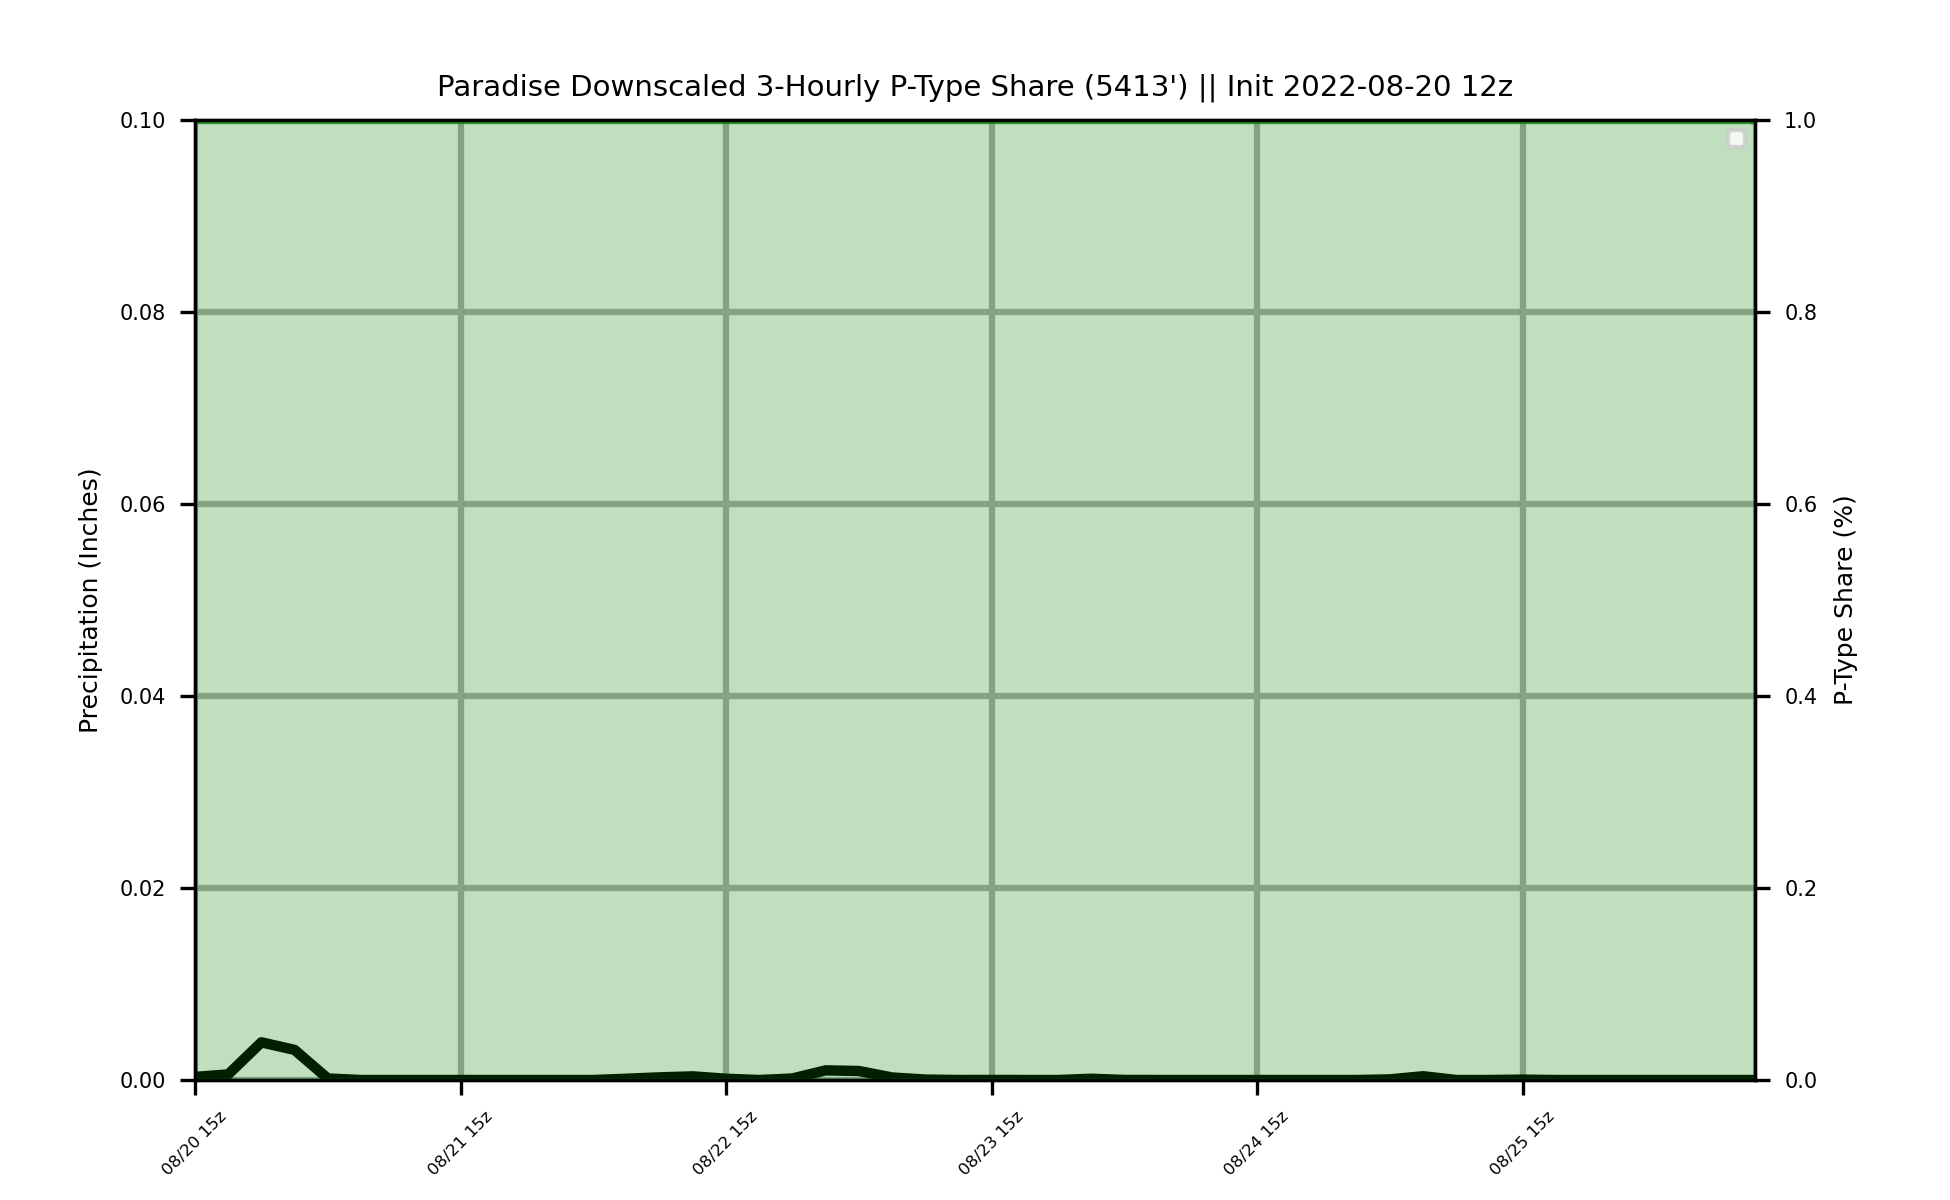 Paradise Downscaled 3-Hourly P-Type Share (5413') || Init 2022-08-20 12z
Precipitation (Inches)
0.10
0.08
0.06
0.04
0.02
0.00
1.0
0.8
0.6
0.4
0.2
0.0
P-Type Share (%)
08/20 15z
08/21 15z
08/22 15z
08/23 15z
08/24 15z
08/25 15z